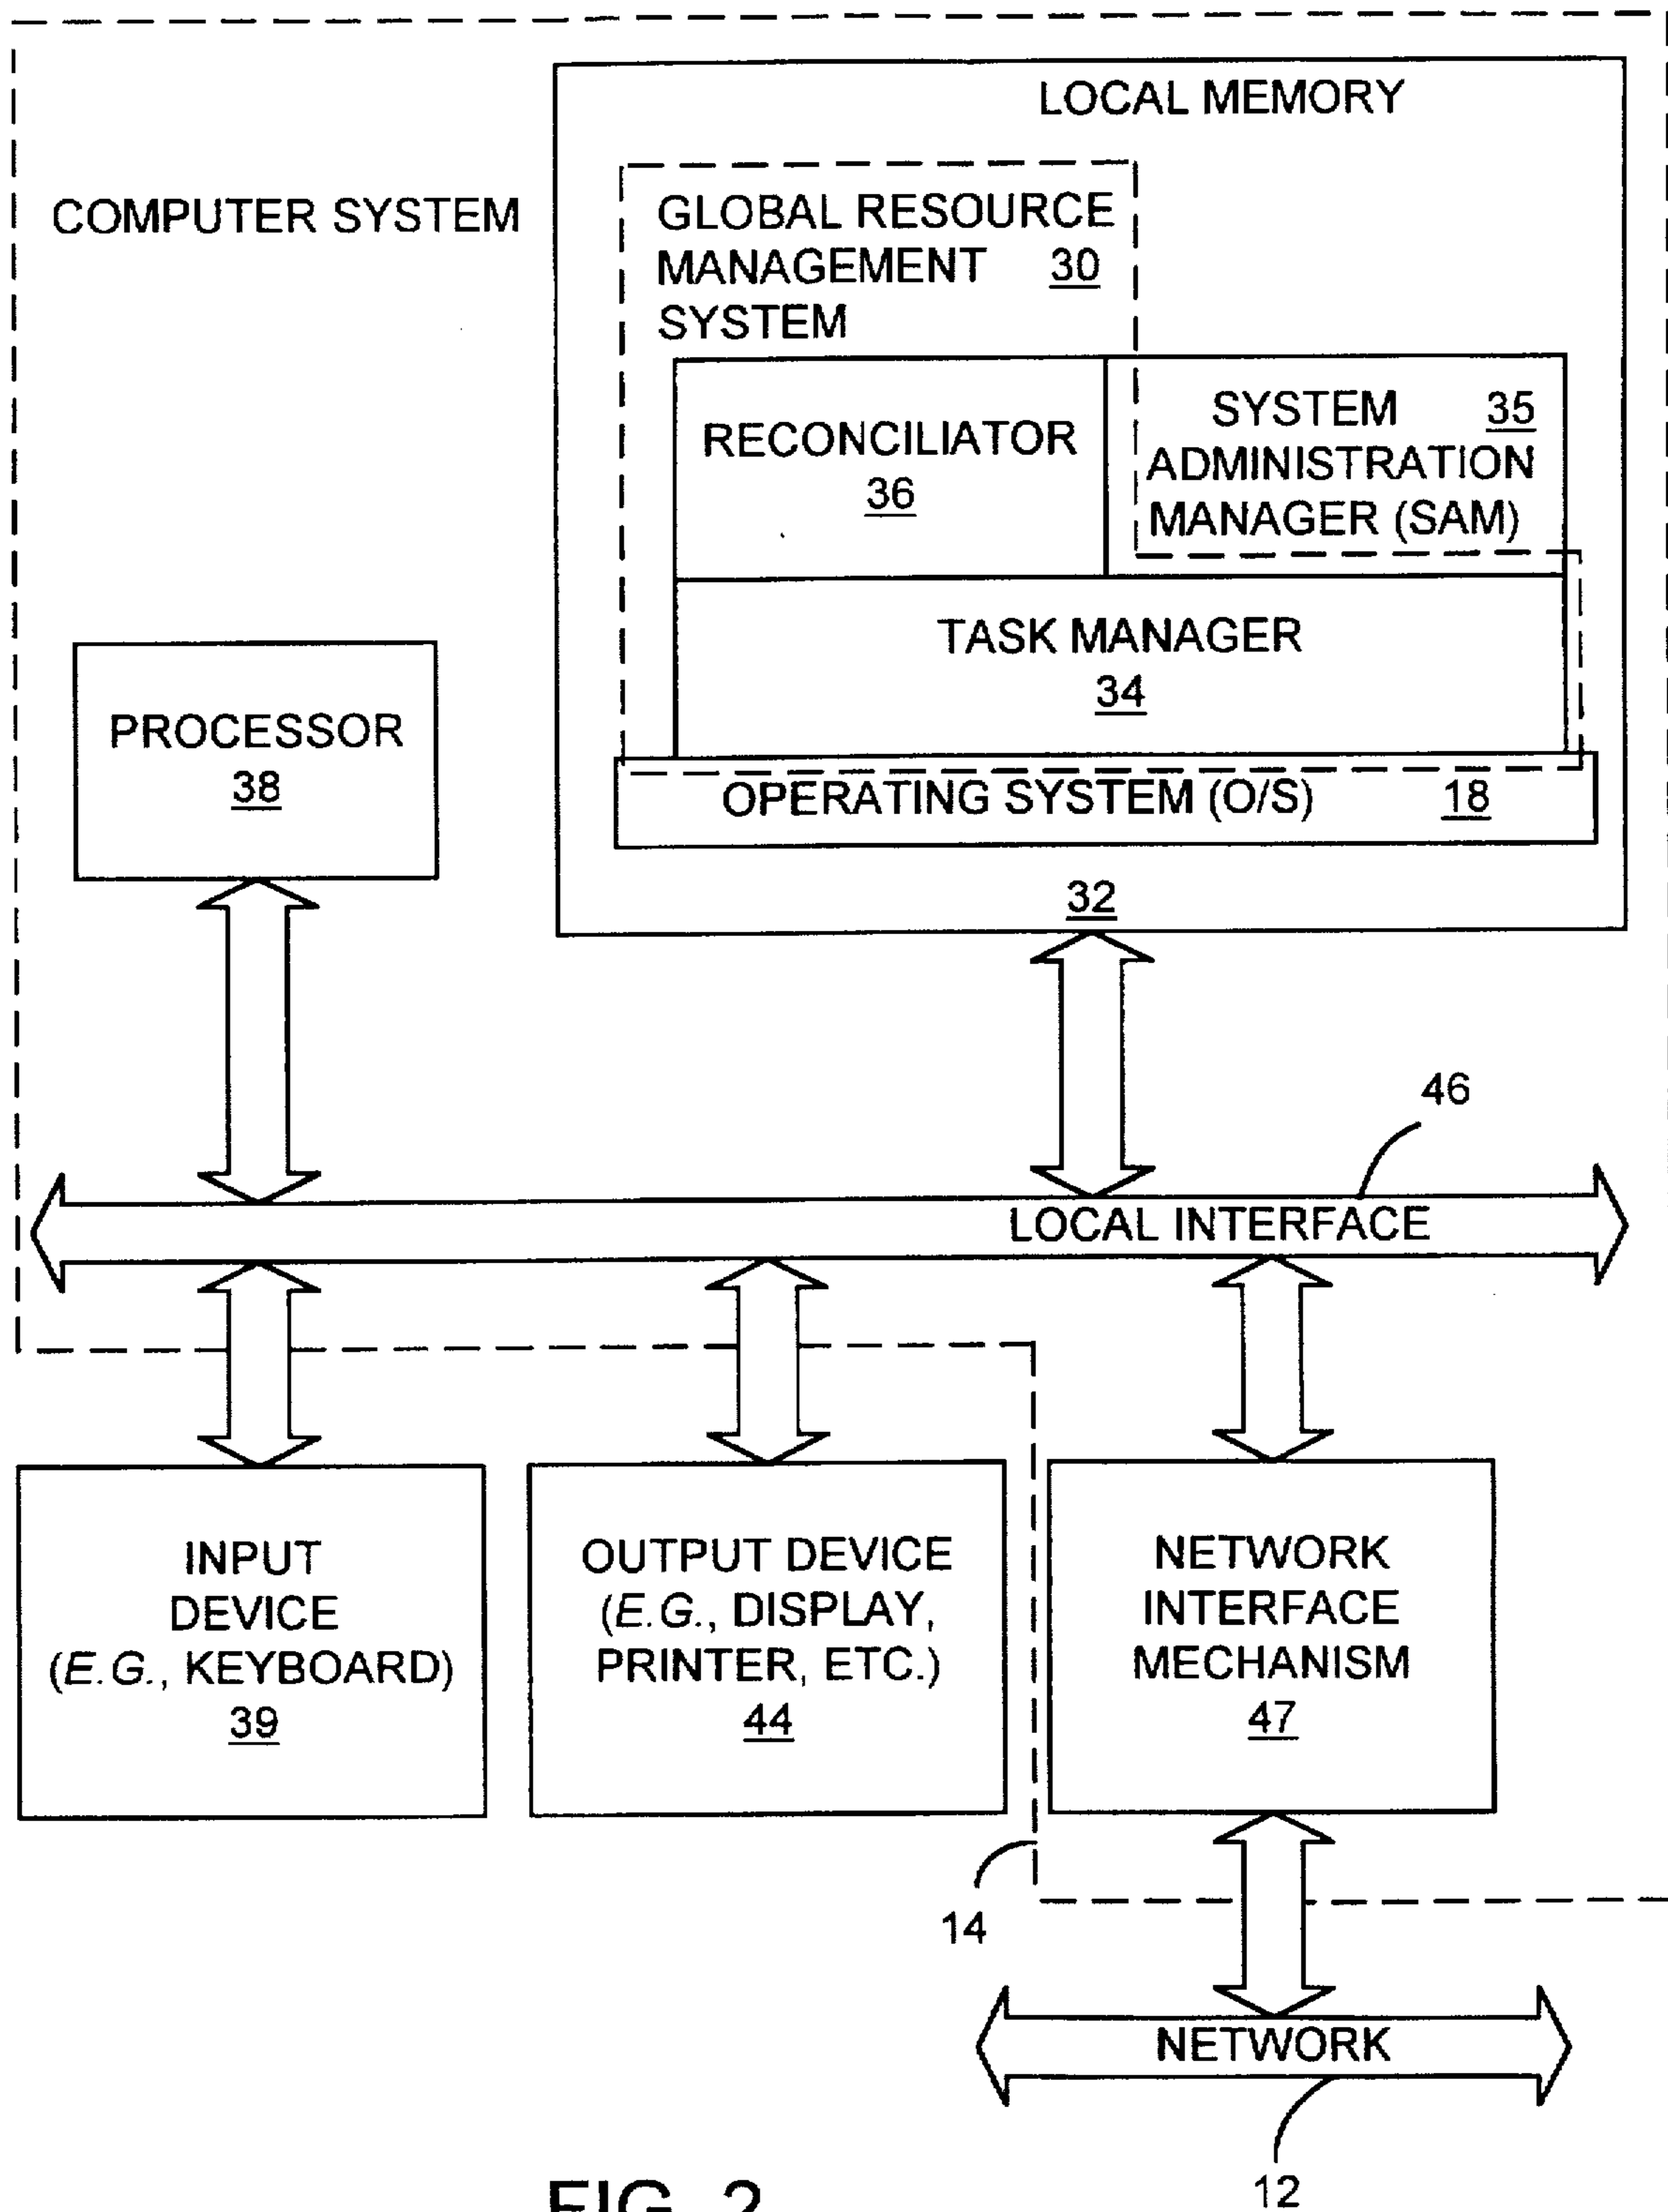 LOCAL MEMORY
COMPUTER SYSTEM
GLOBAL RESOURCE
MANAGEMENT 30
SYSTEM
RECONCILIATOR
36
SYSTEM 35
ADMINISTRATION
MANAGER (SAM)
TASK MANAGER
34
PROCESSOR
38
OPERATING SYSTEM (O/S) 18
32
46
LOCAL INTERFACE
INPUT
DEVICE
(E.G., KEYBOARD)
39
OUTPUT DEVICE
(E.G., DISPLAY,
PRINTER, ETC.)
44
NETWORK
INTERFACE
MECHANISM
47
14
NETWORK
12
FIG. 2